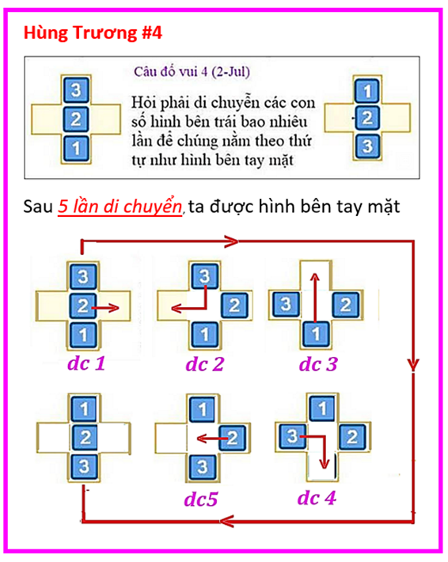 Hùng Trương #4
Câu đố vui 4 (2-Jul)
3
2
1
Hỏi phải di chuyển các con
số hình bên trái bao nhiêu
lần để chúng nằm theo thứ
tự như hình bên tay mặt
1
2
3
Sau 5 lần di chuyển, ta được hình bên tay mặt
3
2
1
dc 1
3
2
1
dc 2
3 2
1
dc 3
1
2
3
1
2
3
dc5
1
3 2
dc 4